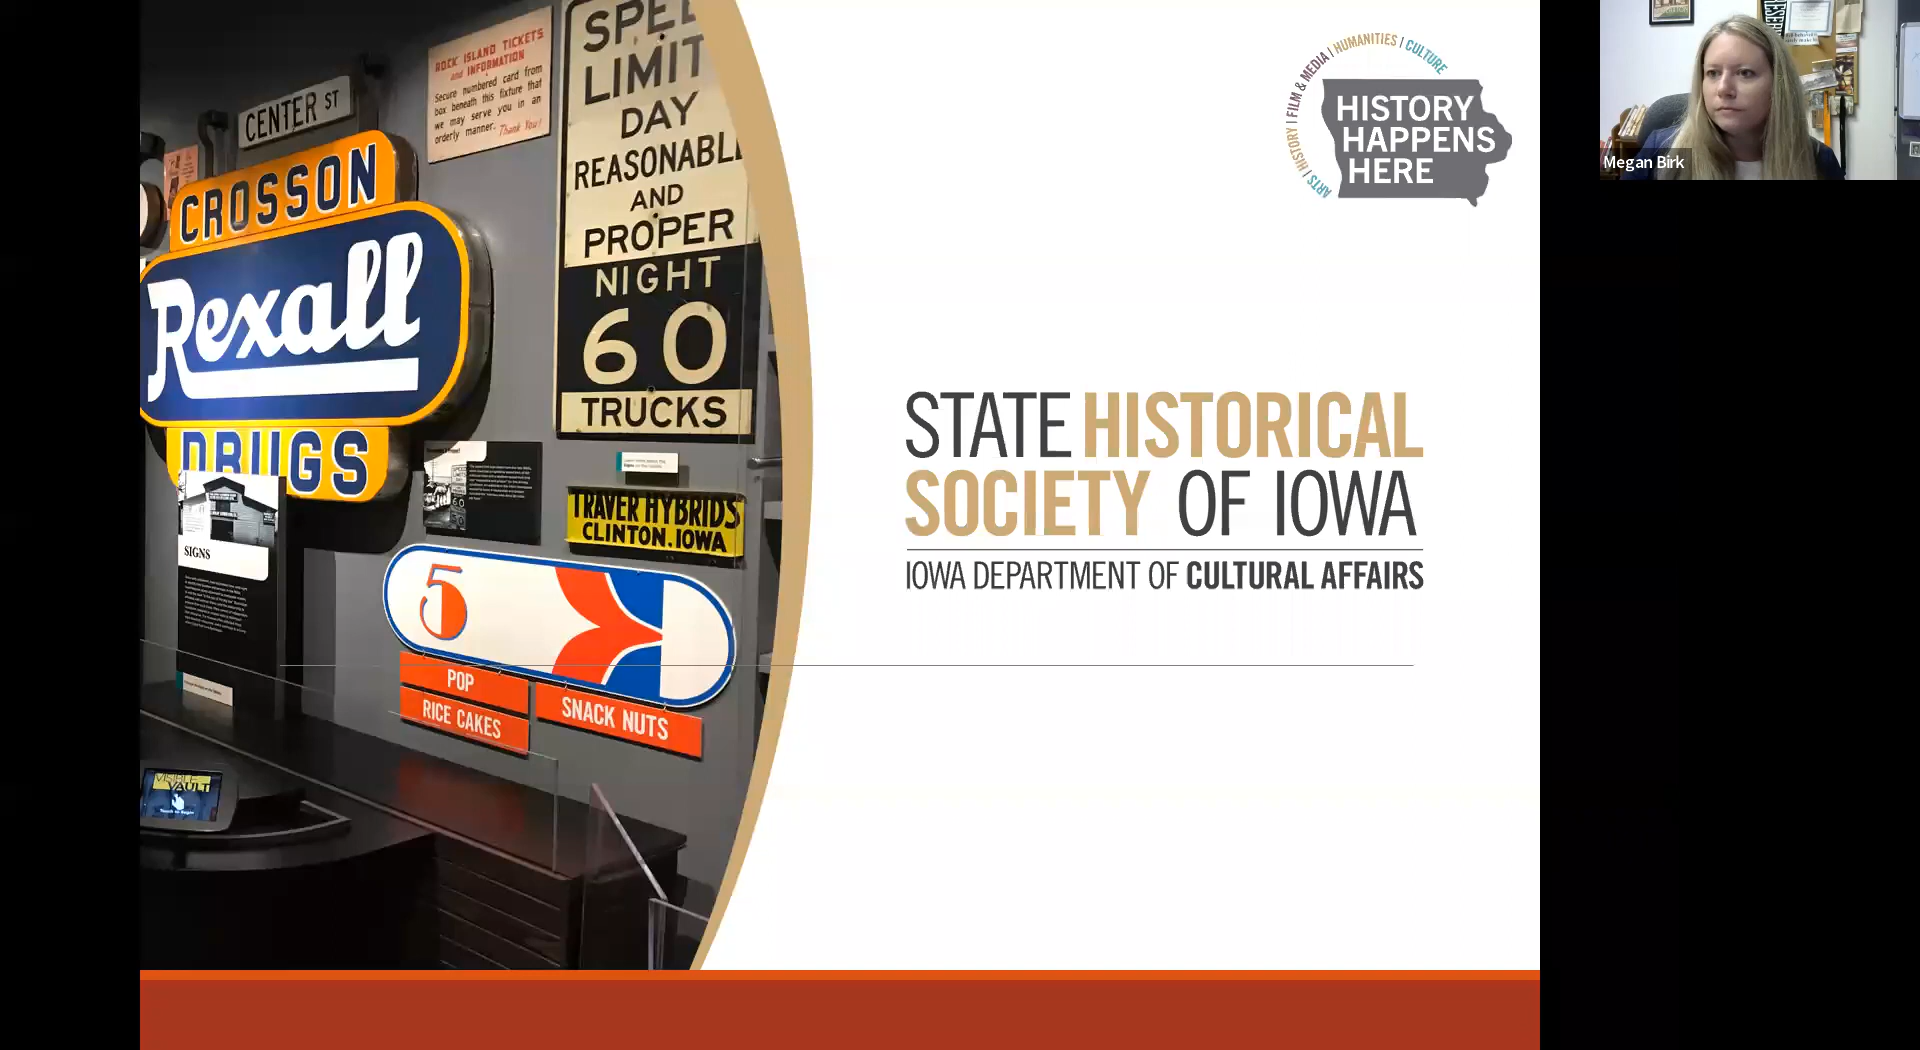 CENTER ST
CROSSON
Rexall
DRUGS
ROCK ISLAND TICKETS
and INFORMATION
Secure numbered card from
box beneath this fixture that
we may serve you in an
orderly manner. Thank You!
SPEE
LIMIT
DAY
REASONABL
AND
PROPER
NIGHT
60
TRUCKS
TRAVER HYBRIDS
CLINTON, IOWA
SIGNS
5
POP
RICE CAKES
SNACK NUTS
VISIBLE
VAULT
ARTS | HISTORY | FILM & MEDIA | HUMANITIES | CULTURE
HISTORY
HAPPENS
HERE
STATE HISTORICAL
SOCIETY OF IOWA
IOWA DEPARTMENT OF CULTURAL AFFAIRS
Megan Birk